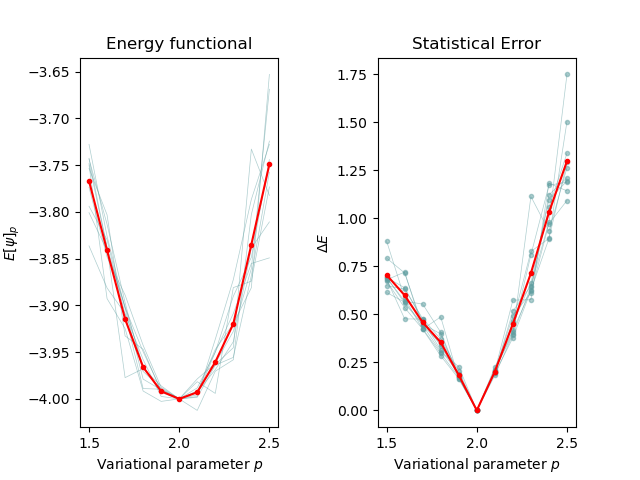 Energy functional
E[ψ]ₚ
−3.65
−3.70
−3.75
−3.80
−3.85
−3.90
−3.95
−4.00
1.5 2.0 2.5
Variational parameter p
Statistical Error
ΔE
1.75
1.50
1.25
1.00
0.75
0.50
0.25
0.00
1.5 2.0 2.5
Variational parameter p